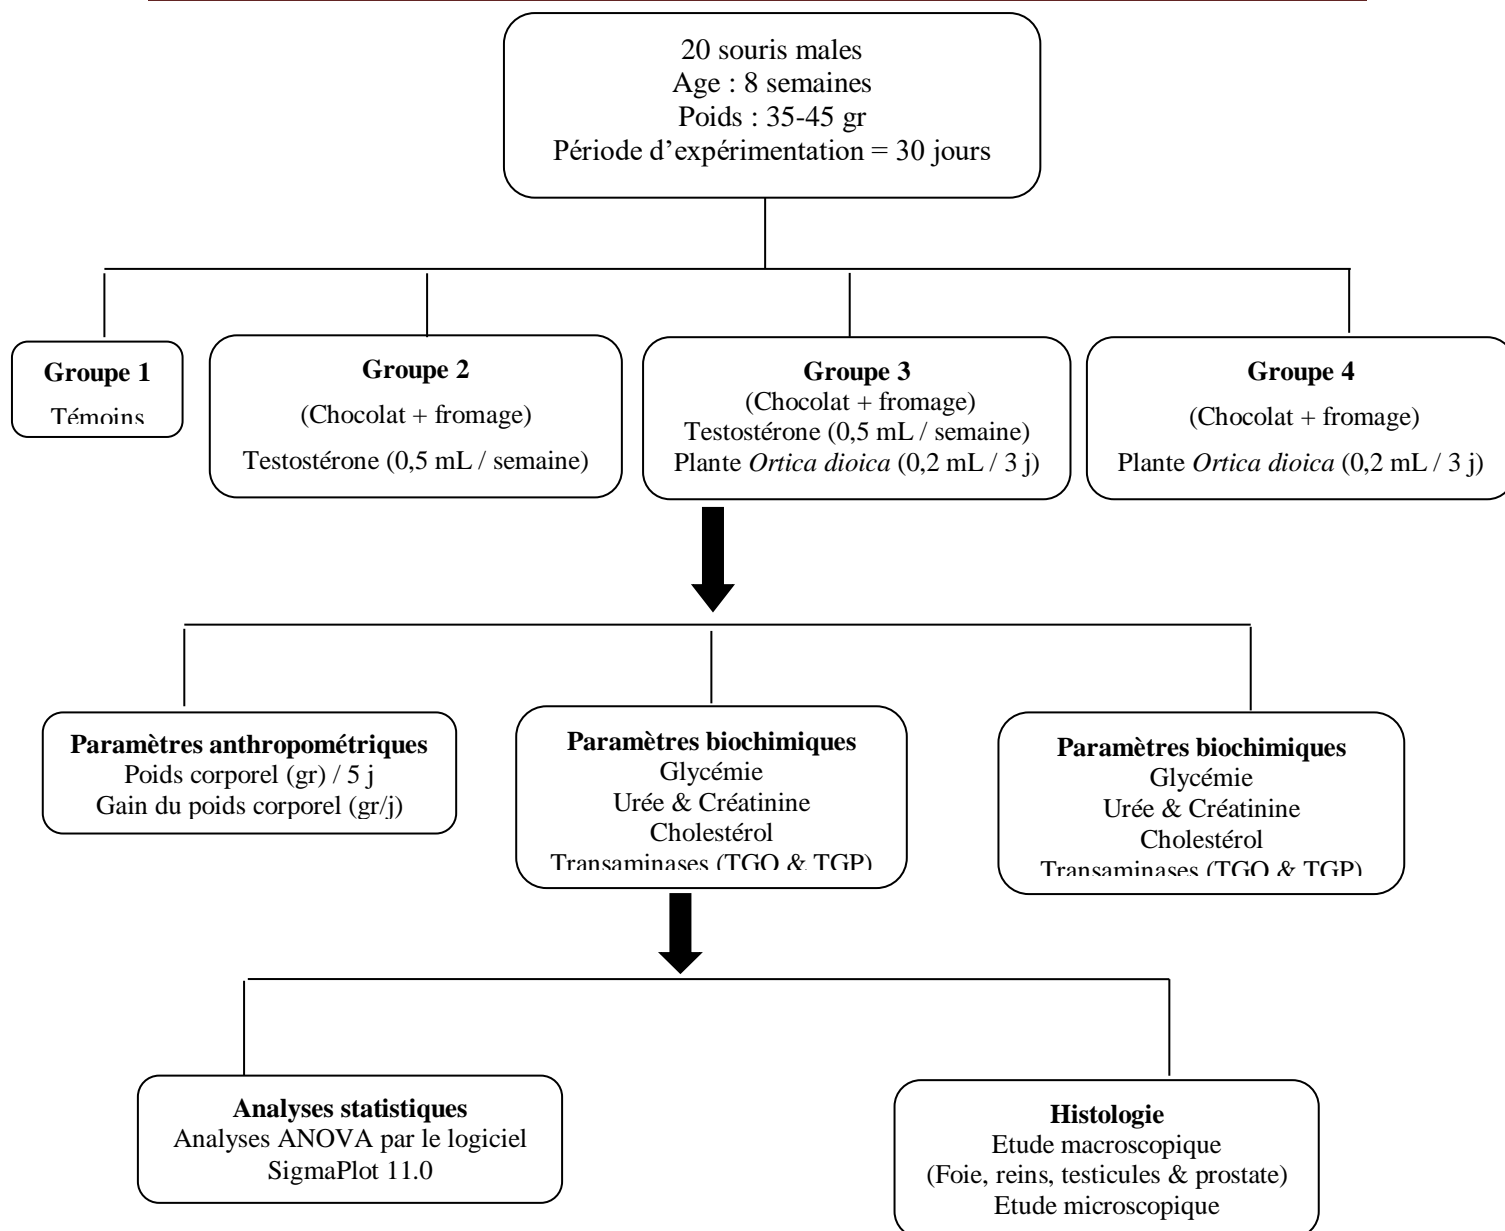 20 souris males
Age : 8 semaines
Poids : 35-45 gr
Période d’expérimentation = 30 jours
Groupe 1
Témoins
Groupe 2
(Chocolat + fromage)
Testostérone (0,5 mL / semaine)
Groupe 3
(Chocolat + fromage)
Testostérone (0,5 mL / semaine)
Plante Ortica dioica (0,2 mL / 3 j)
Groupe 4
(Chocolat + fromage)
Plante Ortica dioica (0,2 mL / 3 j)
Paramètres anthropométriques
Poids corporel (gr) / 5 j
Gain du poids corporel (gr/j)
Paramètres biochimiques
Glycémie
Urée & Créatinine
Cholestérol
Transaminases (TGO & TGP)
Paramètres biochimiques
Glycémie
Urée & Créatinine
Cholestérol
Transaminases (TGO & TGP)
Analyses statistiques
Analyses ANOVA par le logiciel
SigmaPlot 11.0
Histologie
Etude macroscopique
(Foie, reins, testicules & prostate)
Etude microscopique